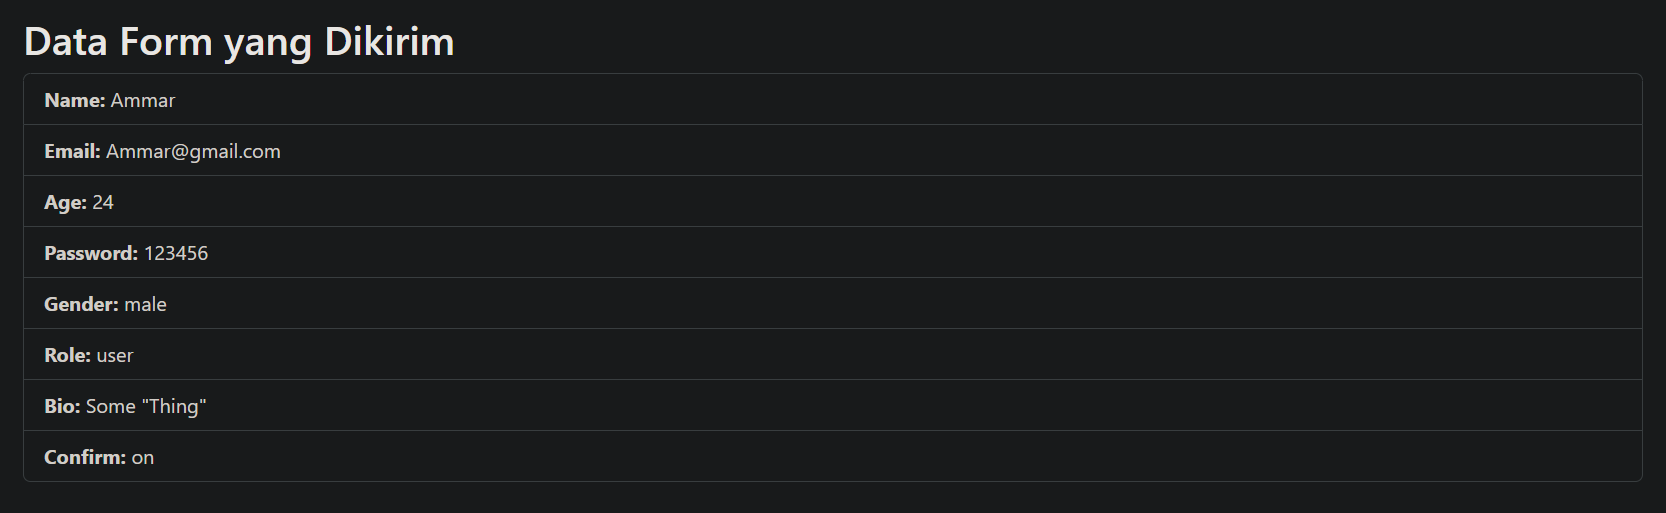 Data Form yang Dikirim
Name: Ammar
Email: Ammar@gmail.com
Age: 24
Password: 123456
Gender: male
Role: user
Bio: Some "Thing"
Confirm: on